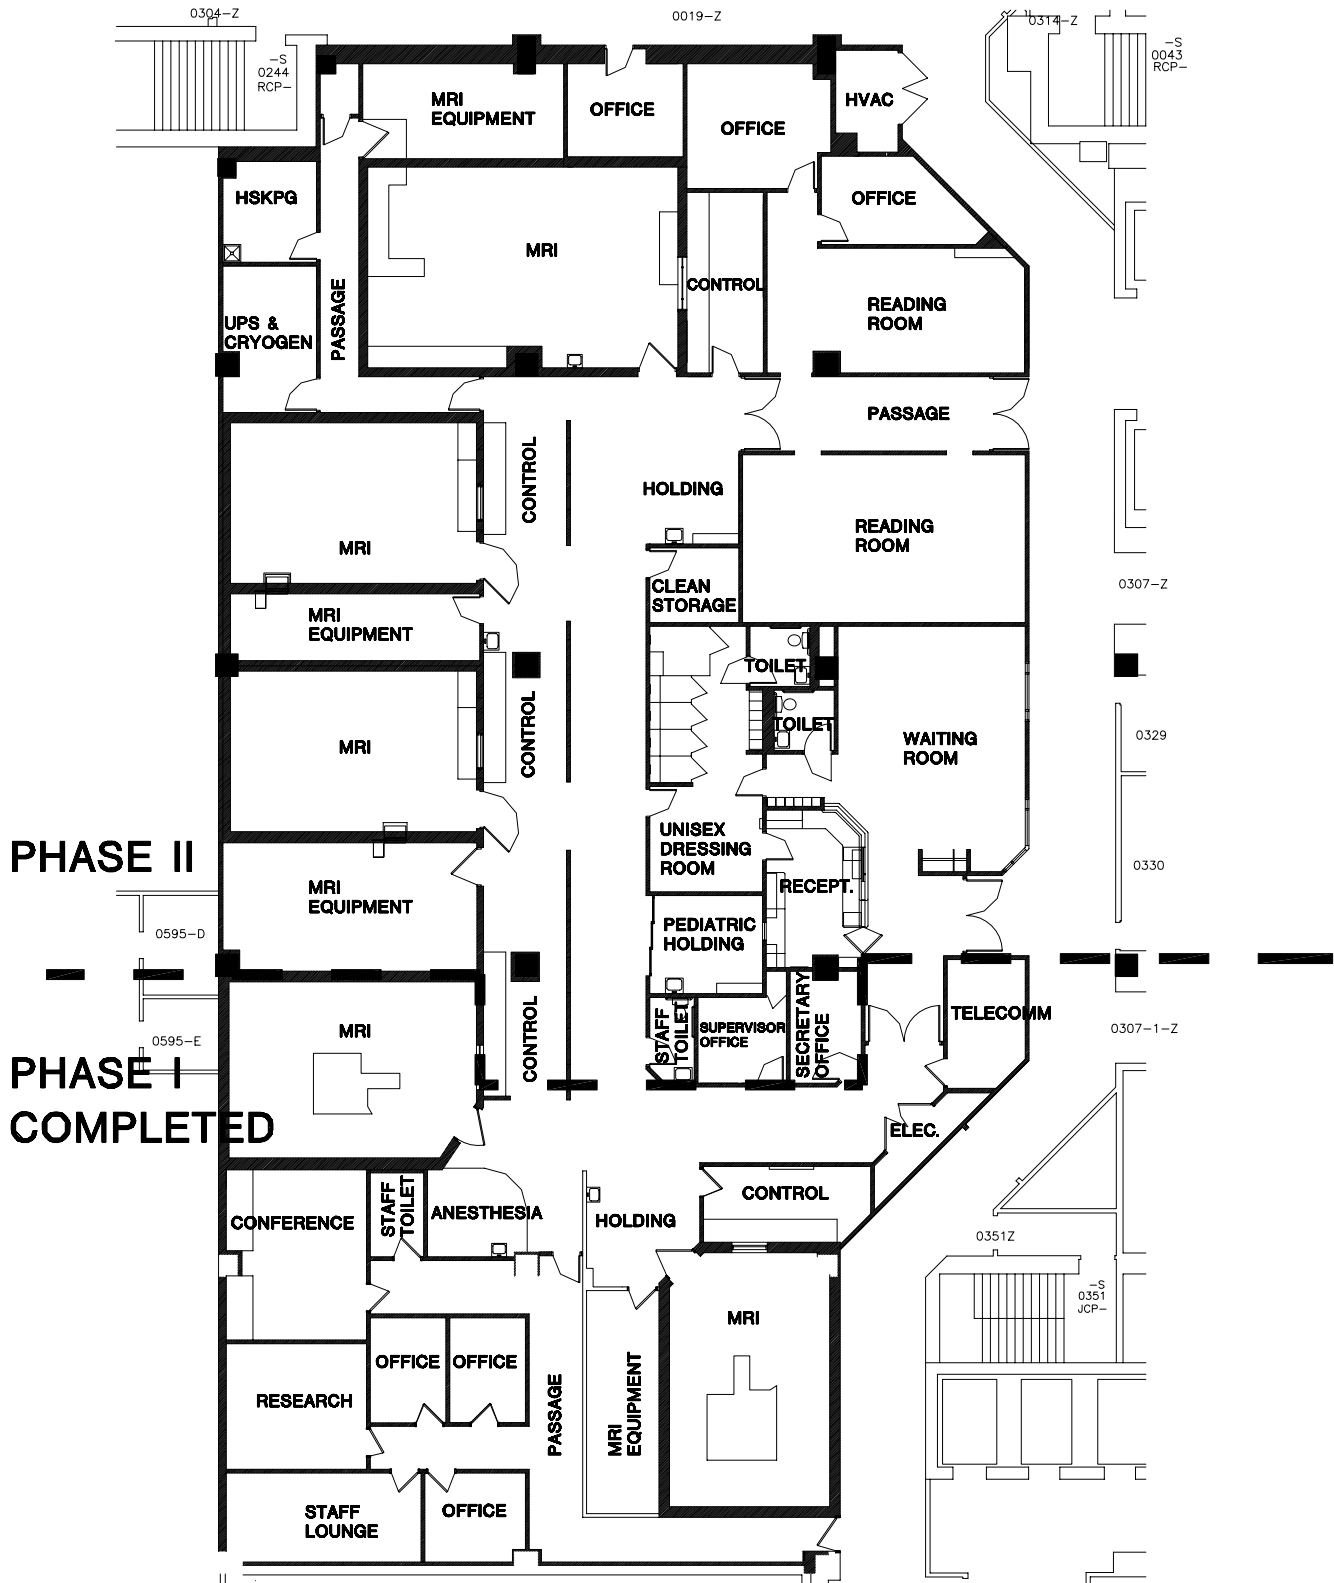 0304-Z
0019-Z
0314-Z
-S
0244
RCP-
-S
0043
RCP-
MRI
EQUIPMENT
OFFICE
OFFICE
HVAC
HSKPG
OFFICE
MRI
CONTROL
PASSAGE
UPS &
CRYOGEN
READING
ROOM
PASSAGE
CONTROL
HOLDING
READING
ROOM
MRI
CLEAN
STORAGE
0307-Z
MRI
EQUIPMENT
TOILET
TOILET
CONTROL
MRI
WAITING
ROOM
0329
UNISEX
DRESSING
ROOM
PHASE II
0330
MRI
EQUIPMENT
RECEPT.
PEDIATRIC
HOLDING
0595-D
CONTROL
MRI
STAFF
TOILET
SUPERVISOR
OFFICE
SECRETARY
OFFICE
TELECOMM
0307-1-Z
0595-E
PHASE I
COMPLETED
ELEC.
CONFERENCE
STAFF
TOILET
ANESTHESIA
HOLDING
CONTROL
0351Z
-S
0351
JCP-
MRI
OFFICE
OFFICE
RESEARCH
PASSAGE
MRI
EQUIPMENT
STAFF
LOUNGE
OFFICE